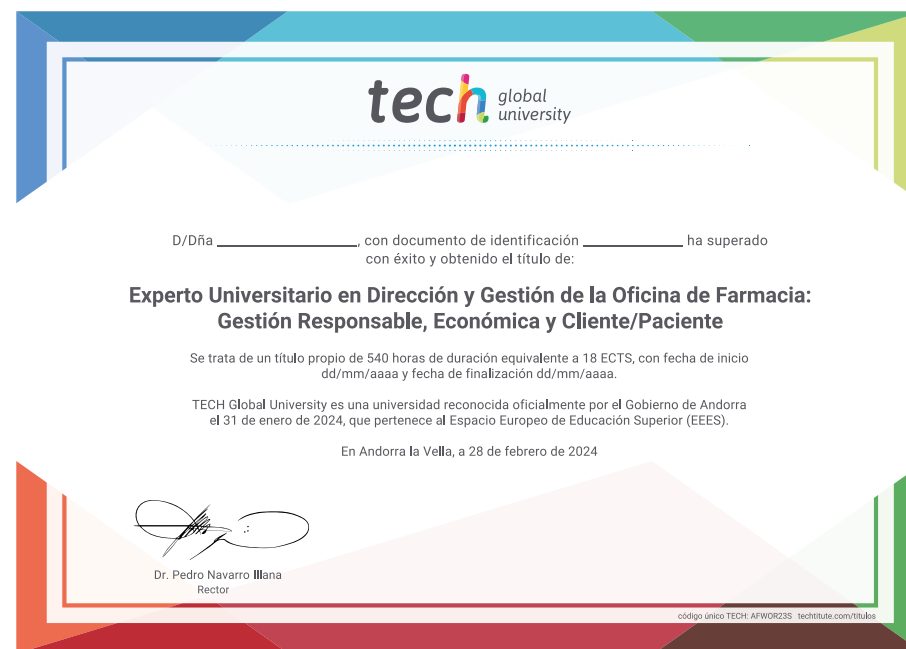 tech global
university
D/Dña ____________________, con documento de identificación ______________ ha superado
con éxito y obtenido el título de:
Experto Universitario en Dirección y Gestión de la Oficina de Farmacia:
Gestión Responsable, Económica y Cliente/Paciente
Se trata de un título propio de 540 horas de duración equivalente a 18 ECTS, con fecha de inicio
dd/mm/aaaa y fecha de finalización dd/mm/aaaa.
TECH Global University es una universidad reconocida oficialmente por el Gobierno de Andorra
el 31 de enero de 2024, que pertenece al Espacio Europeo de Educación Superior (EEES).
En Andorra la Vella, a 28 de febrero de 2024
Dr. Pedro Navarro Illana
Rector
código único TECH: AFWOR23S techtitute.com/titulos